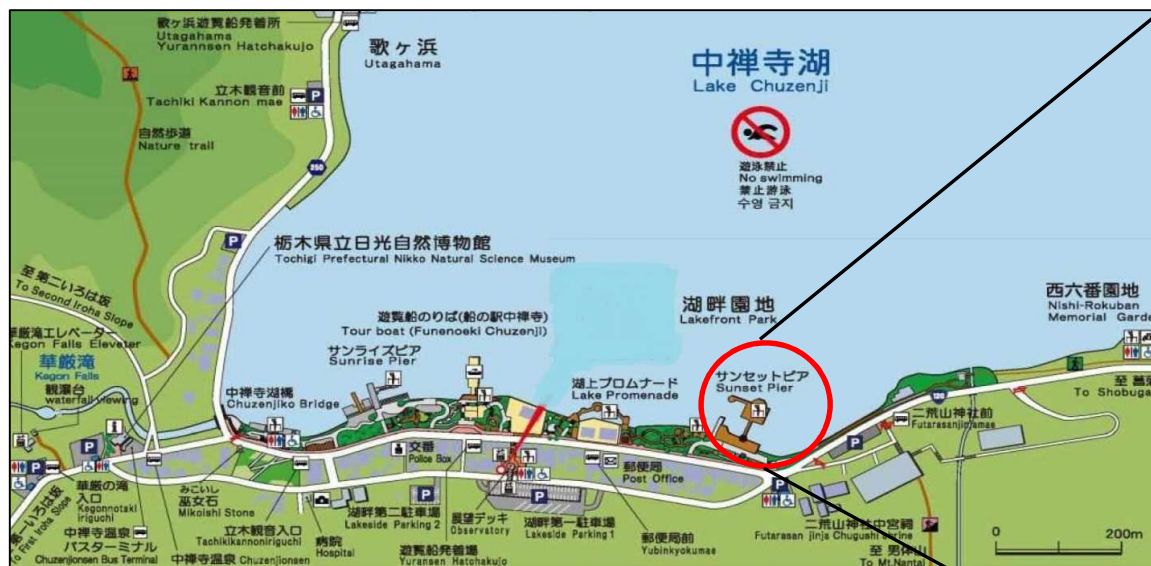 歌ヶ浜遊覧船発着所
Utagahama
Yurannsen Hatchakujo
歌ヶ浜
Utagahama
中禅寺湖
Lake Chuzenji
立木観音前
Tachiki Kannon mae
P
自然歩道
Nature trail
250
遊泳禁止
No swimming
禁止游泳
수영 금지
P
栃木県立日光自然博物館
Tochigi Prefectural Nikko Natural Science Museum
至 第二いろは坂
To Second Iroha Slope
華厳滝エレベーター
Kegon Falls Eleveter
華厳滝
Kegon Falls
観瀑台
waterfall viewing
遊覧船のりば(船の駅中禅寺)
Tour boat (Funenoeki Chuzenji)
サンライズピア
Sunrise Pier
中禅寺湖橋
Chuzenjiko Bridge
湖畔園地
Lakefront Park
湖上プロムナード
Lake Promenade
サンセットピア
Sunset Pier
西六番園地
Nishi-Rokuban
Memorial Garde
至 菖
To Shobuga
120
二荒山神社前
Futarasanjinjamae
交番
Police Box
郵便局
Post Office
P
P
P
P
P
P
華厳の滝
入口
Kegonnotaki
iriguchi
みこいし
巫女石
Mikoishi Stone
立木観音入口
Tachikikannoniriguchi
病院
Hospital
湖畔第二駐車場
Lakeside Parking 2
展望デッキ
Observatory
湖畔第一駐車場
Lakeside Parking 1
郵便局前
Yubinkyokumae
二荒山神社中宮祠
Futarasan jinja Chugushi Shrine
至 第一いろは坂
To First Iroha Slope
中禅寺温泉
バスターミナル
Chuzenjionsen Bus Terminal
中禅寺温泉 Chuzenjionsen
遊覧船発着場
Yuransen Hatchakujo
至 男体山
To Mt.Nantai
0
200m